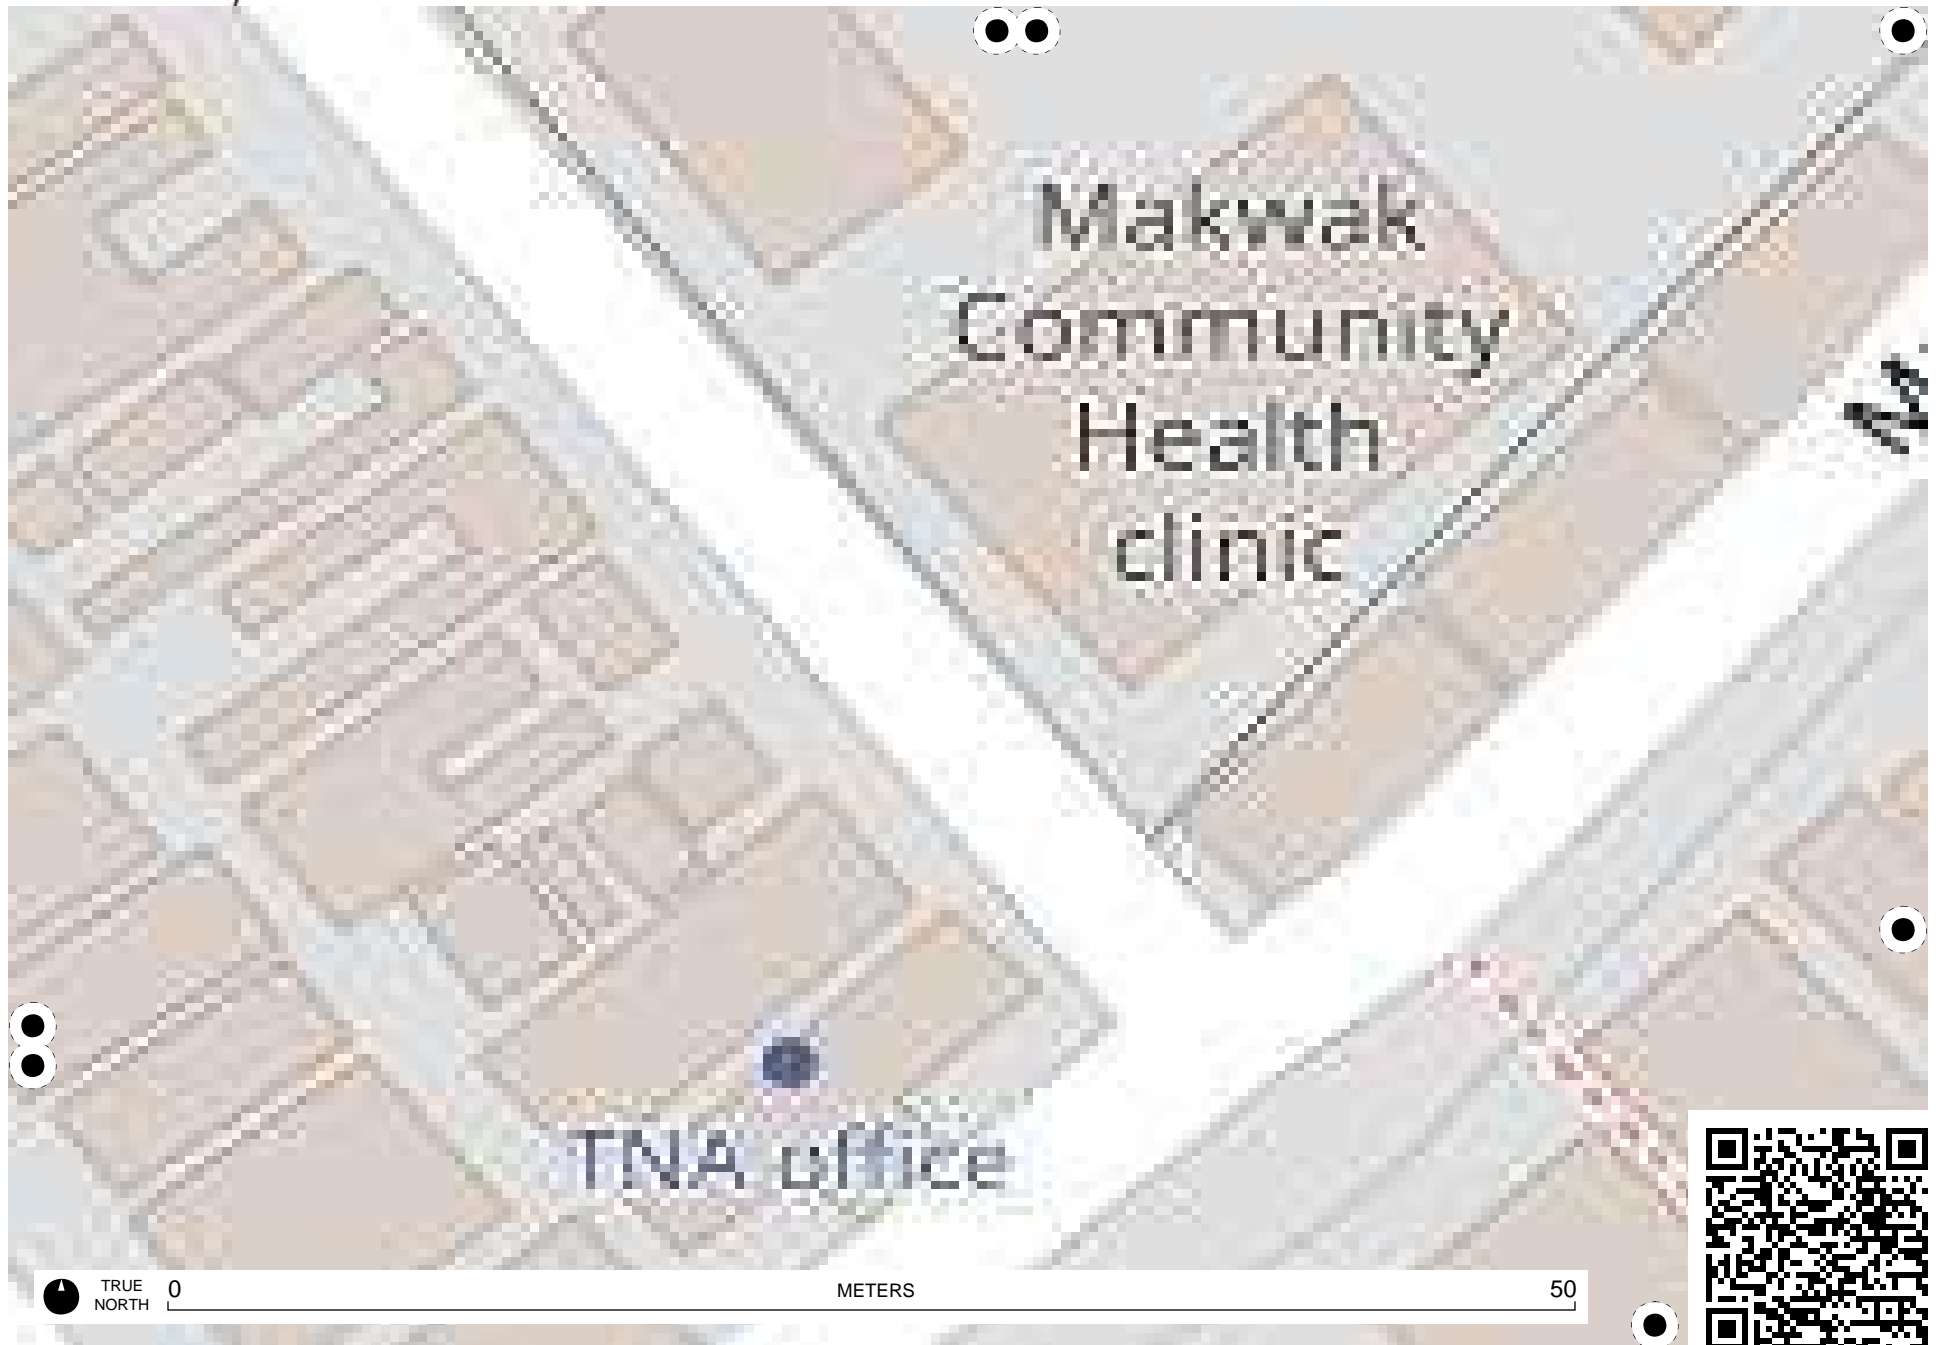 Makwak
Community
Health
clinic
TNA office
TRUE
NORTH
0
METERS
50